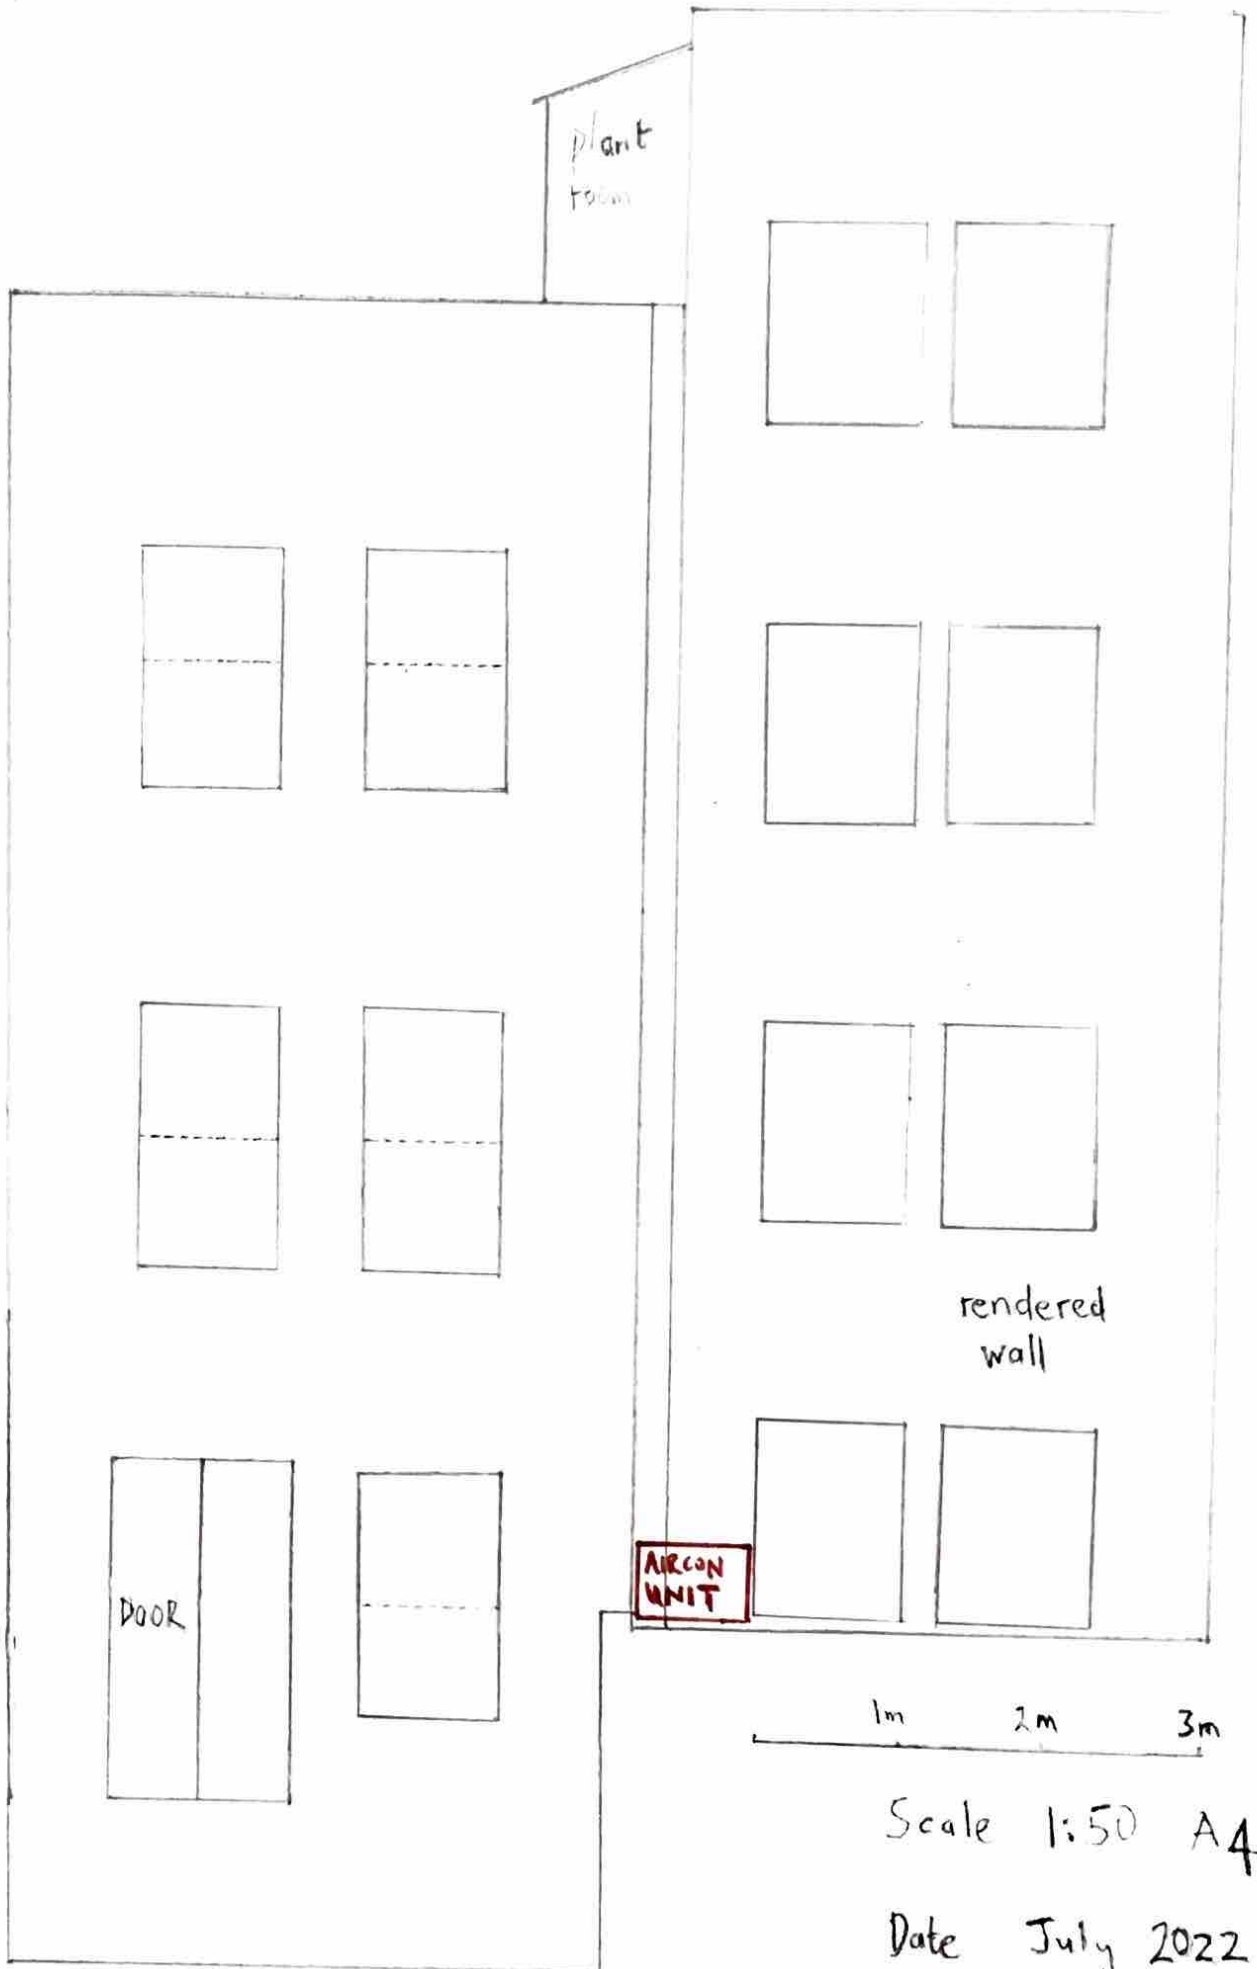 plant
room
rendered
wall
AIRCON
UNIT
DOOR
1m 2m 3m
Scale 1:50 A4
Date July 2022